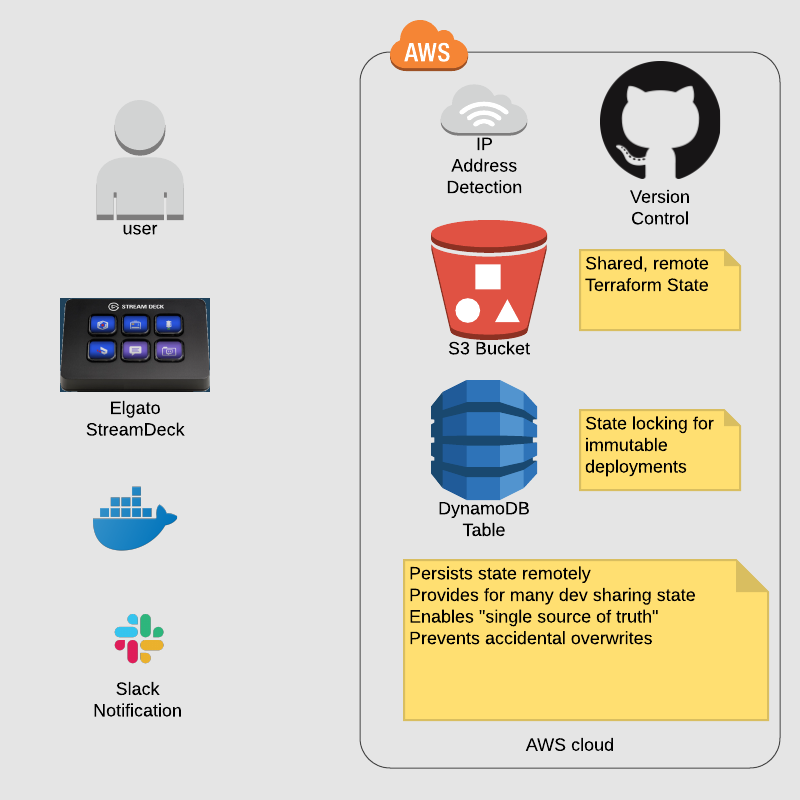 AWS
IP
Address
Detection
Version
Control
user
Shared, remote
Terraform State
STREAM DECK
S3 Bucket
Elgato
StreamDeck
State locking for
immutable
deployments
DynamoDB
Table
Persists state remotely
Provides for many dev sharing state
Enables "single source of truth"
Prevents accidental overwrites
Slack
Notification
AWS cloud